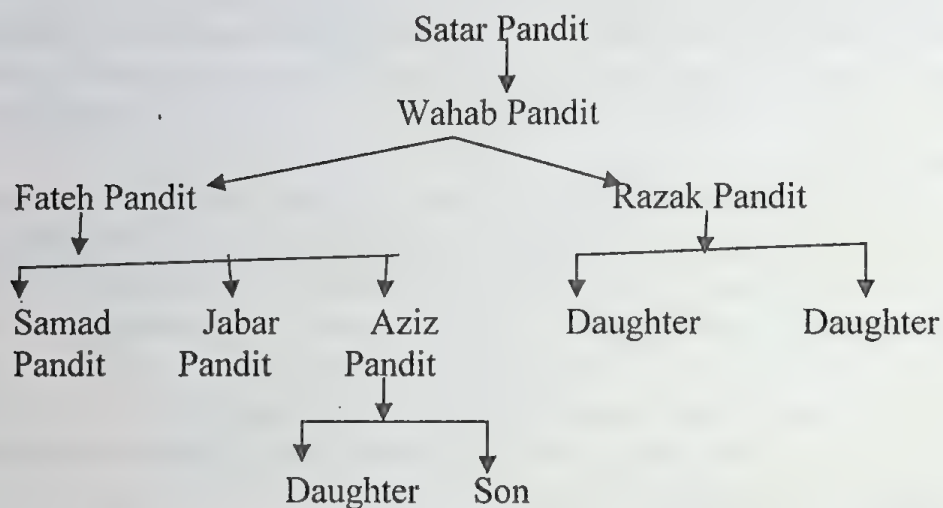 Satar Pandit
Wahab Pandit
Fateh Pandit
Razak Pandit
Samad Jabar Aziz Daughter Daughter
Pandit Pandit Pandit
Daughter Son